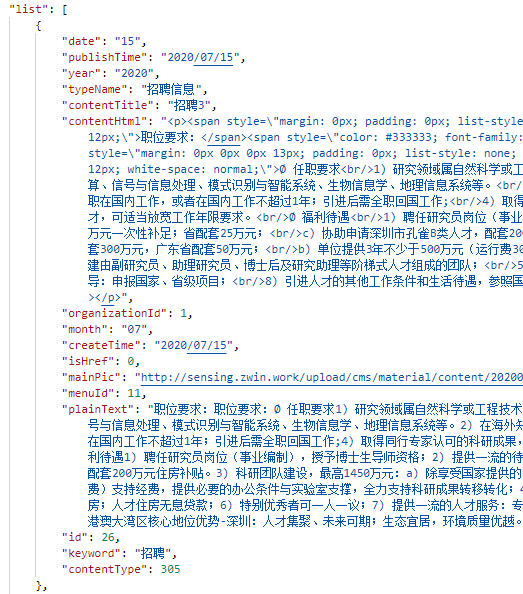 "list": [
{
"date": "15",
"publishTime": "2020/07/15",
"year": "2020",
"typeName": "招聘信息",
"contentTitle": "招聘3",
"contentHtml": "<p><span style=\"margin: 0px; padding: 0px; list-style
12px;\">职位要求: </span><span style=\"color: #333333; font-family:
style=\"margin: 0px 0px 0px 13px; padding: 0px; list-style: none;
12px; white-space: normal;\">Ø 任职要求<br/>1) 研究领域属自然科学或工
算、信号与信息处理、模式识别与智能系统、生物信息学、地理信息系统等。<br/
职在国内工作，或者在国内工作不超过1年；引进后需全职回国工作;<br/>4) 取得
才，可适当放宽工作年限要求。<br/>Ø 福利待遇<br/>1) 聘任研究员岗位（事业
万元一次性补足；省配套25万元；<br/>c) 协助申请深圳市孔雀B类人才，配套200
套300万元，广东省配套50万元；<br/>b) 单位提供3年不少于500万元（运行费30
建由副研究员、助理研究员、博士后及研究助理等阶梯式人才组成的团队；<br/>5
导：申报国家、省级项目；<br/>8) 引进人才的其他工作条件和生活待遇，参照国
></p>",
"organizationId": 1,
"month": "07",
"createTime": "2020/07/15",
"isHref": 0,
"mainPic": "http://sensing.zwin.work/upload/cms/material/content/20200
"menuId": 11,
"plainText": "职位要求: 职位要求: Ø 任职要求1) 研究领域属自然科学或工程技术
号与信息处理、模式识别与智能系统、生物信息学、地理信息系统等。2) 在海外知
在国内工作不超过1年；引进后需全职回国工作;4) 取得同行专家认可的科研成果，
利待遇1) 聘任研究员岗位（事业编制），授予博士生导师资格；2) 提供一流的待
配套200万元住房补贴。3) 科研团队建设，最高1450万元：a) 除享受国家提供的
费）支持经费，提供必要的办公条件与实验室支撑，全力支持科研成果转移转化；4
房；人才住房无息贷款；6) 特别优秀者可一人一议；7) 提供一流的人才服务：专
港澳大湾区核心地位优势-深圳：人才集聚、未来可期；生态宜居，环境质量优越。
"id": 26,
"keyword": "招聘",
"contentType": 305
},